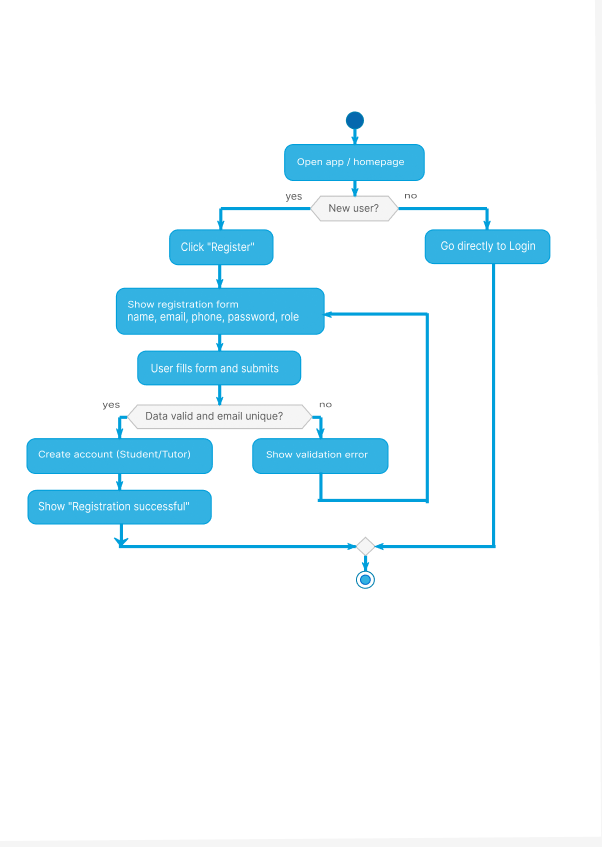 Open app / homepage
yes
no
New user?
Click "Register"
Go directly to Login
Show registration form
name, email, phone, password, role
User fills form and submits
yes
no
Data valid and email unique?
Create account (Student/Tutor)
Show validation error
Show "Registration successful"